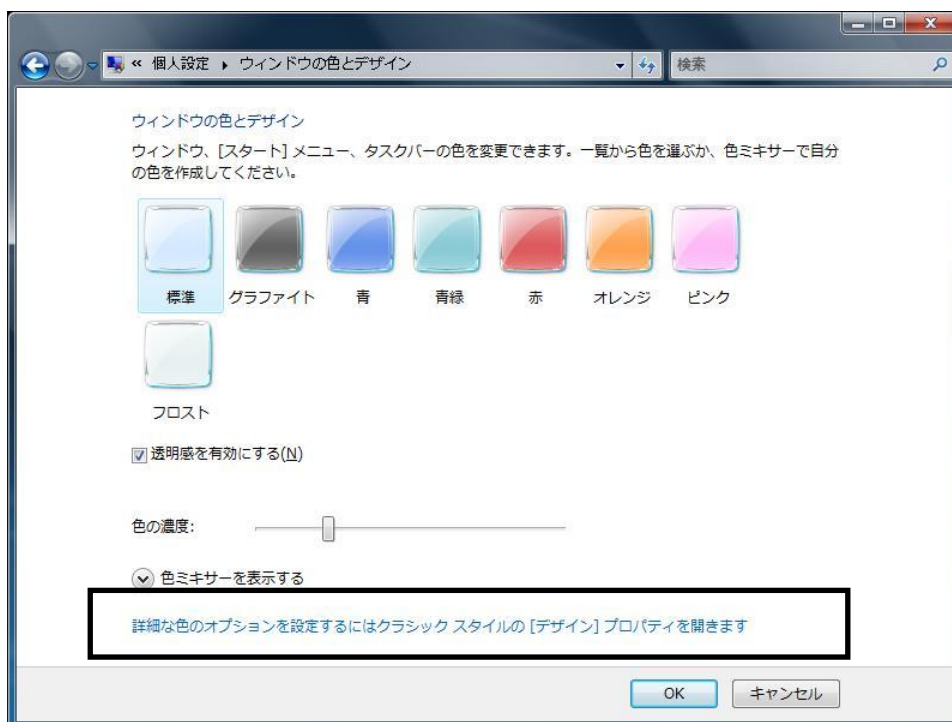 « 個人設定 ▸ ウィンドウの色とデザイン
検索
ウィンドウの色とデザイン
ウィンドウ、[スタート] メニュー、タスクバーの色を変更できます。一覧から色を選ぶか、色ミキサーで自分
の色を作成してください。
標準 グラファイト 青 青緑 赤 オレンジ ピンク
フロスト
透明感を有効にする(N)
色の濃度:
色ミキサーを表示する
詳細な色のオプションを設定するにはクラシック スタイルの [デザイン] プロパティを開きます
OK キャンセル